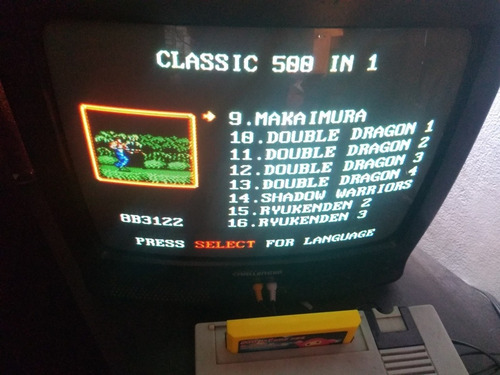 CLASSIC 500 IN 1
9.MAKAIMURA
10.DOUBLE DRAGON 1
11.DOUBLE DRAGON 2
12.DOUBLE DRAGON 3
13.DOUBLE DRAGON 4
14.SHADOW WARRIORS
15.RYUKENDEN 2
16.RYUKENDEN 3
0B3122
PRESS SELECT FOR LANGUAGE